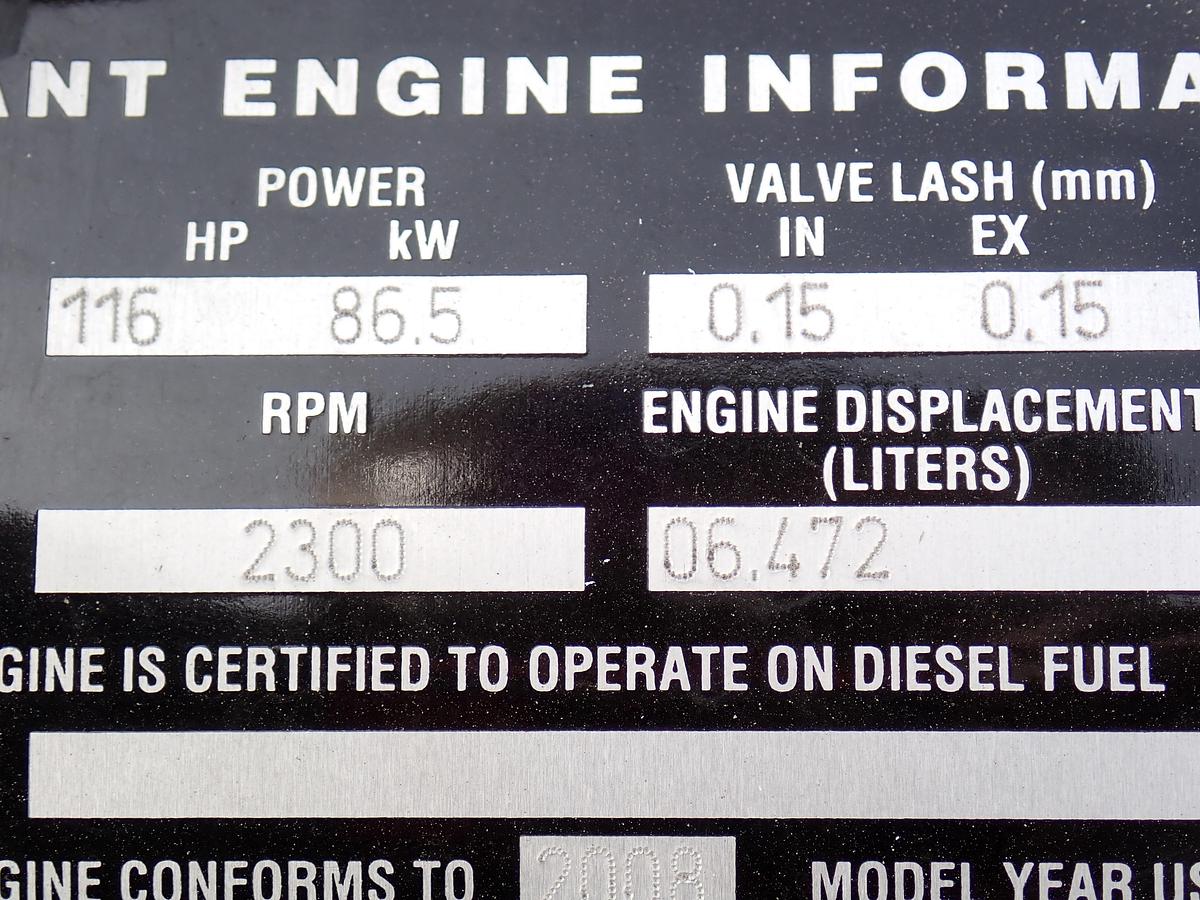 ANT ENGINE INFORMA
POWER
HP kW
116 86.5
VALVE LASH (mm)
IN EX
0.15 0.15
RPM
2300
ENGINE DISPLACEMENT
(LITERS)
06.472
GINE IS CERTIFIED TO OPERATE ON DIESEL FUEL
GINE CONFORMS TO 2008 MODEL YEAR US